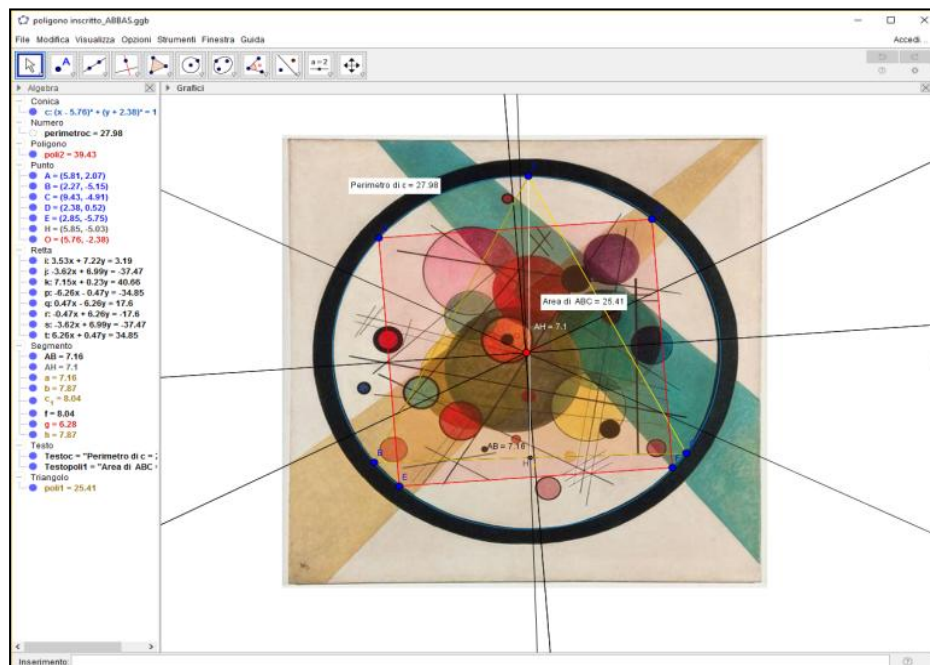 poligono inscritto_ABBAS.ggb
File Modifica Visualizza Opzioni Strumenti Finestra Guida
Accedi...
A
a=2
Algebra
Conica
c: (x - 5.76)² + (y + 2.38)² = 1
Numero
perimetroc = 27.98
Poligono
poli2 = 39.43
Punto
A = (5.81, 2.07)
B = (2.27, -5.15)
C = (9.43, -4.91)
D = (2.38, 0.52)
E = (2.85, -5.75)
H = (5.85, -5.03)
O = (5.76, -2.38)
Retta
i: 3.53x + 7.22y = 3.19
j: -3.62x + 6.99y = -37.47
k: 7.15x + 0.23y = 40.66
p: -6.26x - 0.47y = -34.85
q: 0.47x - 6.26y = 17.6
r: -0.47x + 6.26y = -17.6
s: -3.62x + 6.99y = -37.47
t: 6.26x + 0.47y = 34.85
Segmento
AB = 7.16
AH = 7.1
a = 7.16
b = 7.87
c₁ = 8.04
f = 8.04
g = 6.28
h = 7.87
Testo
Testoc = "Perimetro di c = 2
Testopoli1 = "Area di ABC =
Triangolo
poli1 = 25.41
Grafici
Perimetro di c = 27.98
Area di ABC = 25.41
AH = 7.1
AB = 7.16
B
H
E
F
Inserimento: